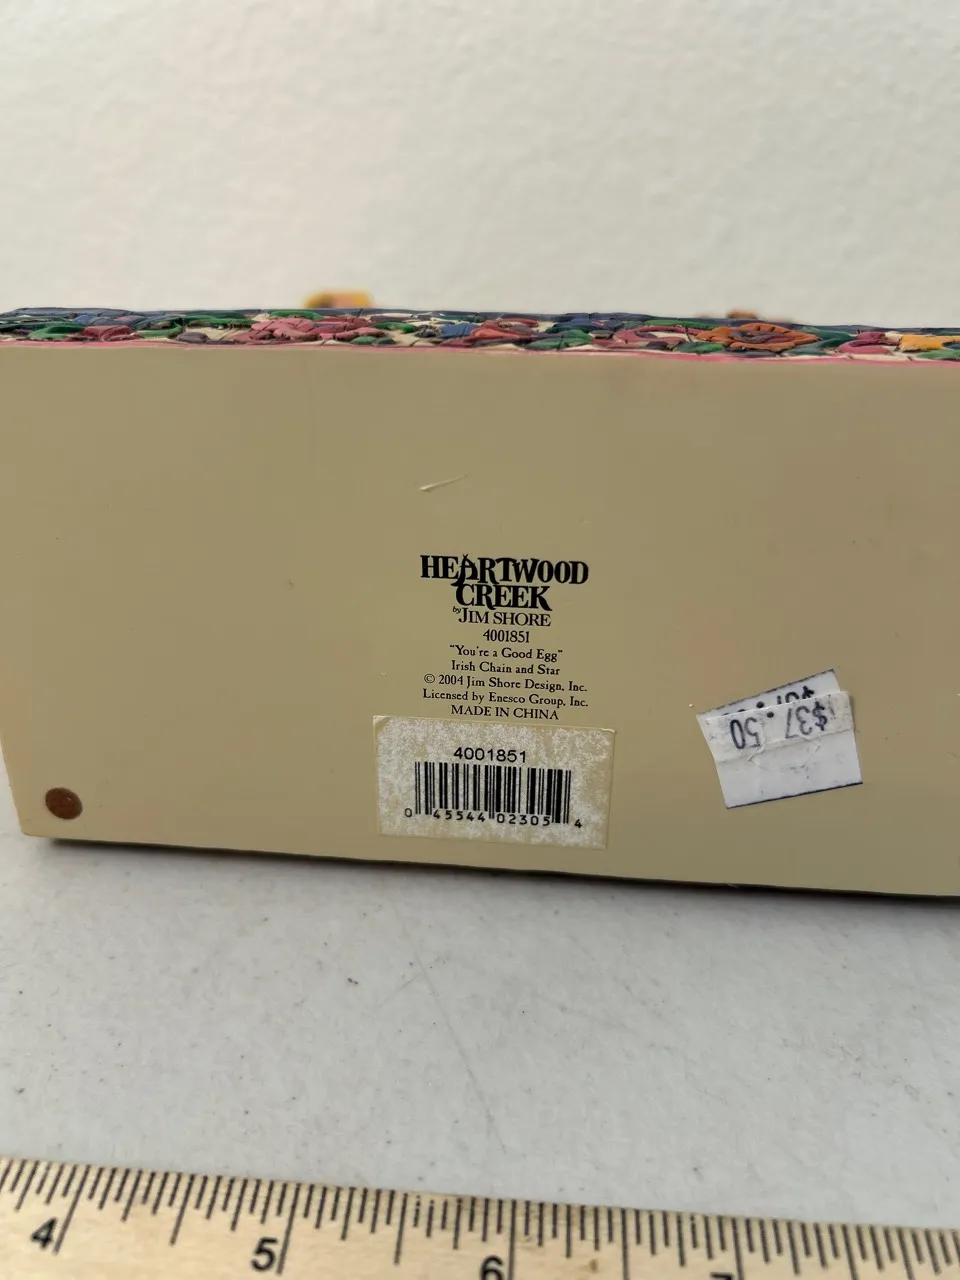 HEARTWOOD
CREEK
by JIM SHORE
4001851
"You're a Good Egg"
Irish Chain and Star
© 2004 Jim Shore Design, Inc.
Licensed by Enesco Group, Inc.
MADE IN CHINA
4001851
0 45544 02305 4
$37.50
4
5
6
7